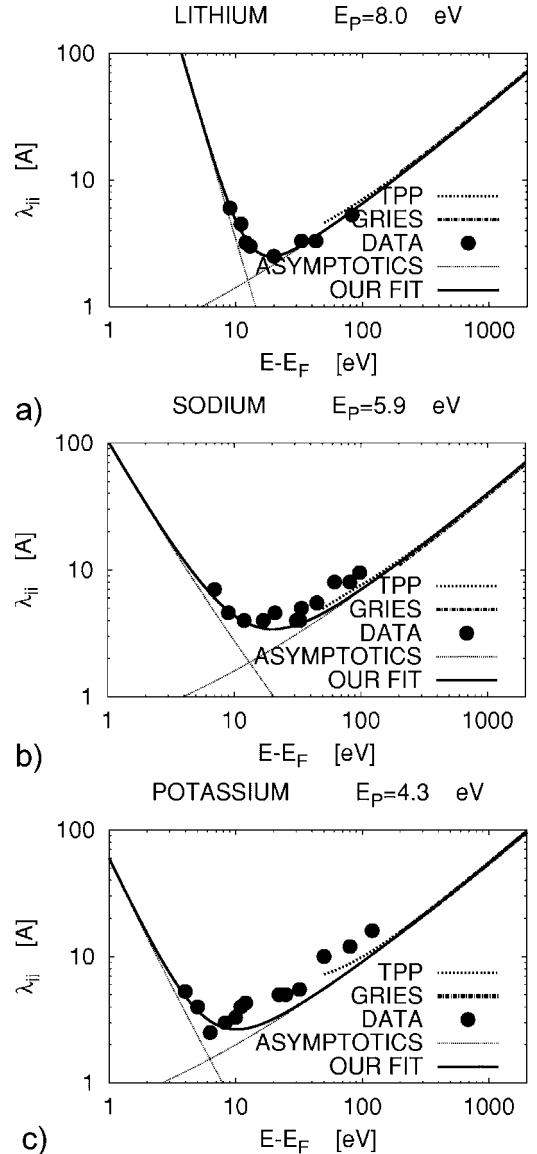 LITHIUM E_P=8.0 eV
100
λ_ii [A]
10
TPP
GRIES
DATA
ASYMPTOTICS
1
OUR FIT
1 10 100 1000
E-E_F [eV]
a)
SODIUM E_P=5.9 eV
100
λ_ii [A]
10
TPP
GRIES
DATA
ASYMPTOTICS
OUR FIT
1
1 10 100 1000
E-E_F [eV]
b)
POTASSIUM E_P=4.3 eV
100
λ_ii [A]
10
TPP
GRIES
DATA
ASYMPTOTICS
OUR FIT
1
1 10 100 1000
E-E_F [eV]
c)